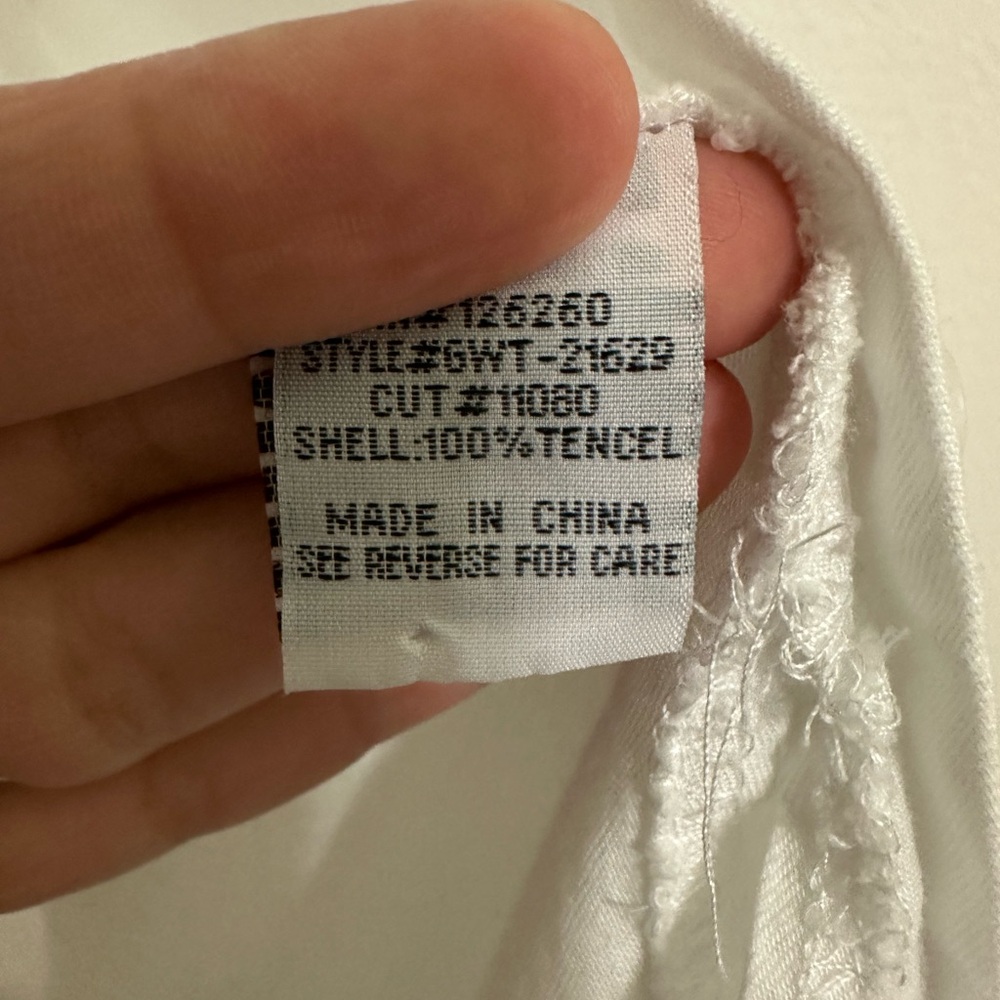 #126260
STYLE#GWT-21629
CUT#11080
SHELL:100%TENCEL
MADE IN CHINA
SEE REVERSE FOR CARE